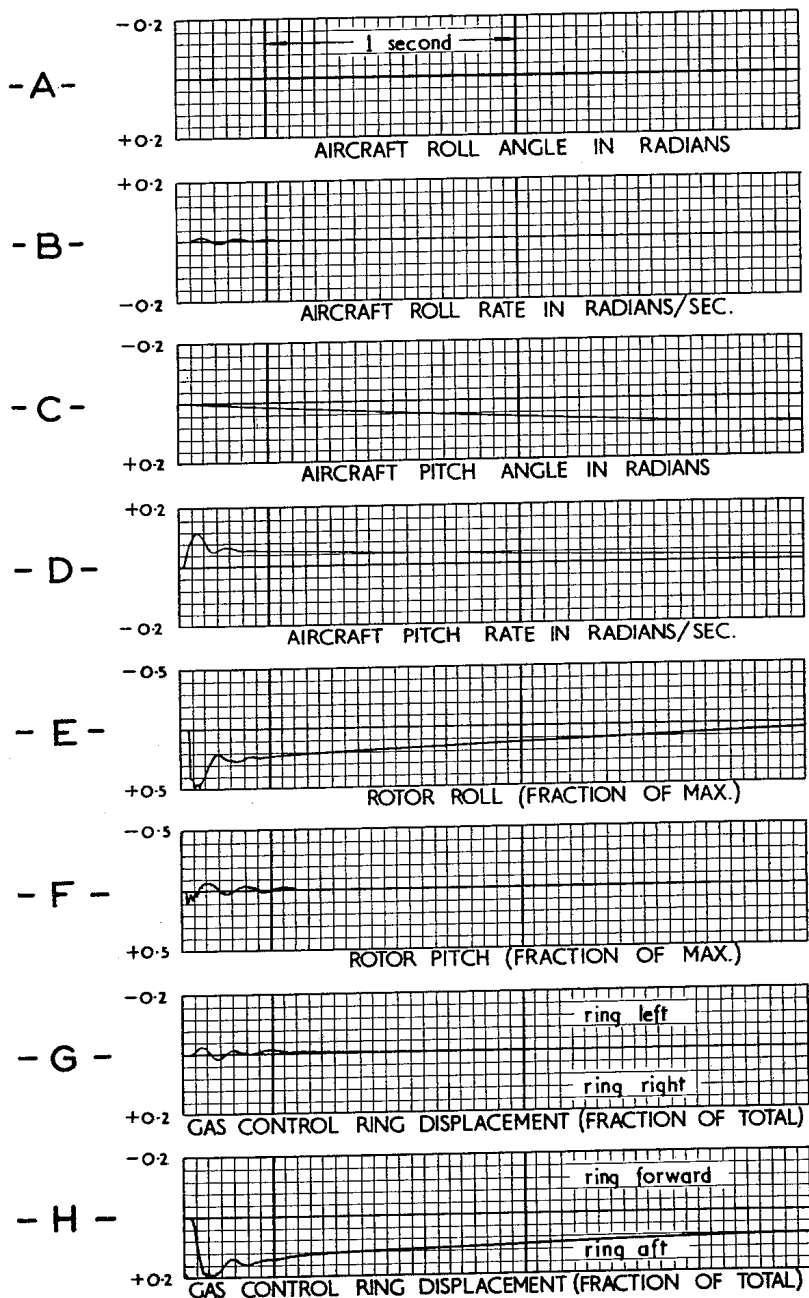 -0.2
1 second
-A-
+0.2
AIRCRAFT ROLL ANGLE IN RADIANS
+0.2
-B-
-0.2
AIRCRAFT ROLL RATE IN RADIANS/SEC.
-0.2
-C-
+0.2
AIRCRAFT PITCH ANGLE IN RADIANS
+0.2
-D-
-0.2
AIRCRAFT PITCH RATE IN RADIANS/SEC.
-0.5
-E-
+0.5
ROTOR ROLL (FRACTION OF MAX.)
-0.5
-F-
+0.5
ROTOR PITCH (FRACTION OF MAX.)
-0.2
ring left
-G-
ring right
+0.2
GAS CONTROL RING DISPLACEMENT (FRACTION OF TOTAL)
-0.2
ring forward
-H-
ring aft
+0.2
GAS CONTROL RING DISPLACEMENT (FRACTION OF TOTAL)